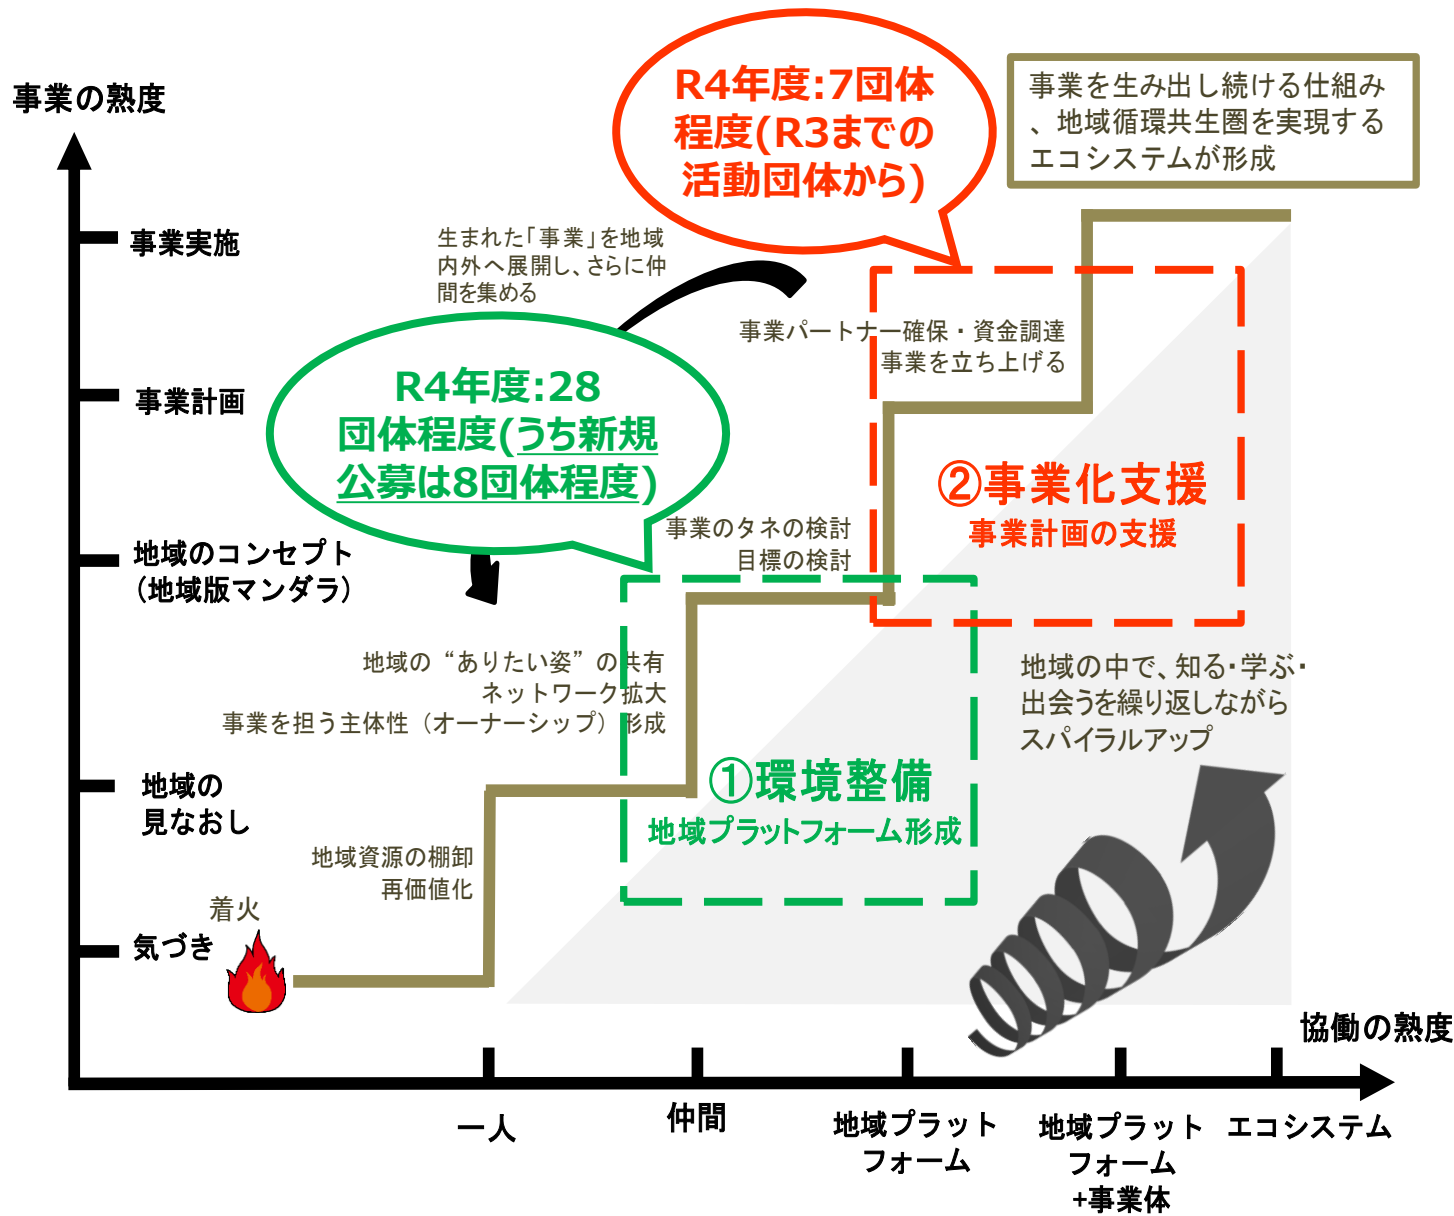 事業の熟度
R4年度:7団体
程度(R3までの
活動団体から)
事業を生み出し続ける仕組み
、地域循環共生圏を実現する
エコシステムが形成
事業実施
生まれた「事業」を地域
内外へ展開し、さらに仲
間を集める
事業パートナー確保・資金調達
事業を立ち上げる
事業計画
R4年度:28
団体程度(うち新規
公募は8団体程度)
②事業化支援
事業計画の支援
事業のタネの検討
目標の検討
地域のコンセプト
(地域版マンダラ)
地域の“ありたい姿”の共有
ネットワーク拡大
事業を担う主体性（オーナーシップ）形成
地域の中で、知る・学ぶ・
出会うを繰り返しながら
スパイラルアップ
①環境整備
地域プラットフォーム形成
地域の
見なおし
地域資源の棚卸
再価値化
着火
気づき
協働の熟度
一人
仲間
地域プラット
フォーム
地域プラット
フォーム
+事業体
エコシステム